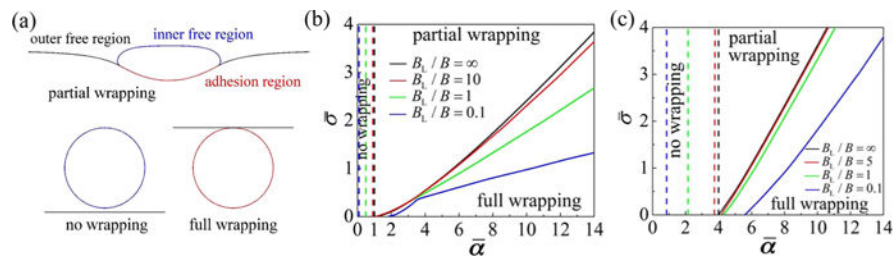 (a)
outer free region
inner free region
adhesion region
partial wrapping
no wrapping
full wrapping
(b)
4
3
2
1
0
σ̄
0 2 4 6 8 10 12 14
ᾱ
partial wrapping
no wrapping
full wrapping
B_L / B = ∞
B_L / B = 10
B_L / B = 1
B_L / B = 0.1
(c)
4
3
2
1
0
σ̄
0 2 4 6 8 10 12 14
ᾱ
partial
wrapping
no wrapping
full wrapping
B_L / B = ∞
B_L / B = 5
B_L / B = 1
B_L / B = 0.1